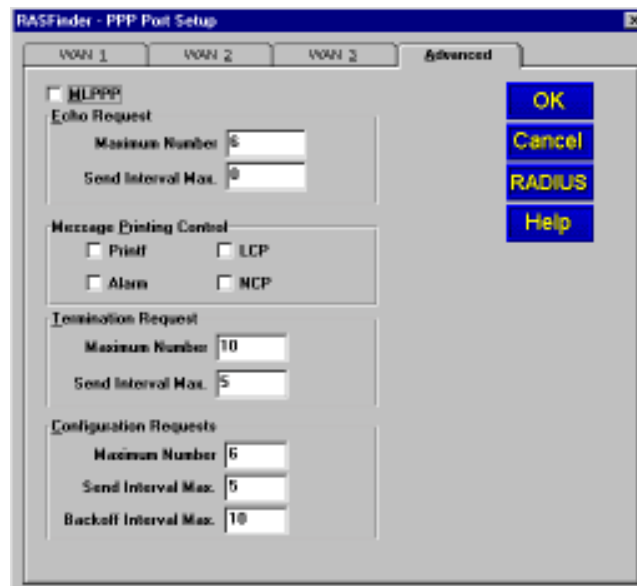 RASFinder - PPP Port Setup
WAN 1
WAN 2
WAN 3
Advanced
MLPPP
Echo Request
Maximum Number 6
Send Interval Max. 0
Message Printing Control
Printf
LCP
Alarm
NCP
Termination Request
Maximum Number 10
Send Interval Max. 5
Configuration Requests
Maximum Number 6
Send Interval Max. 5
Backoff Interval Max. 10
OK
Cancel
RADIUS
Help